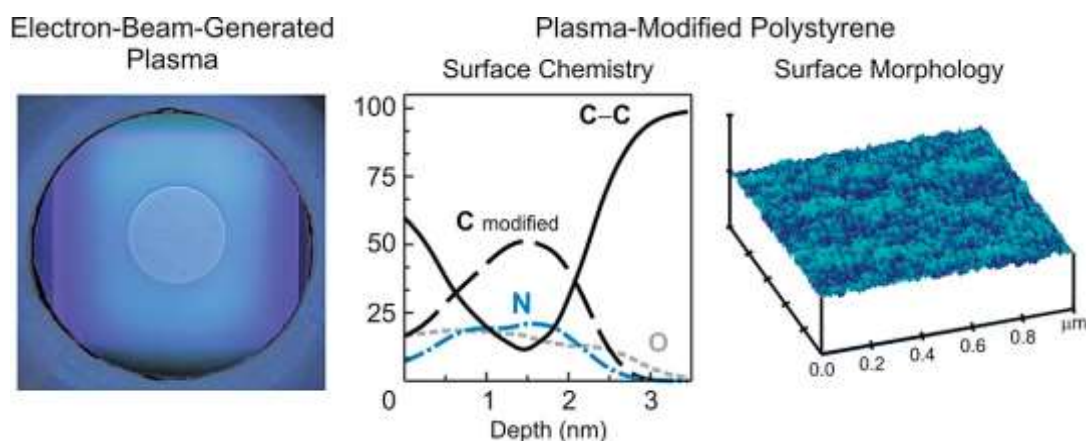 Electron-Beam-Generated
Plasma
Plasma-Modified Polystyrene
Surface Chemistry
Surface Morphology
100
75
50
25
0
C–C
C modified
N
O
0
1
2
3
Depth (nm)
0.0
0.2
0.4
0.6
0.8
μm